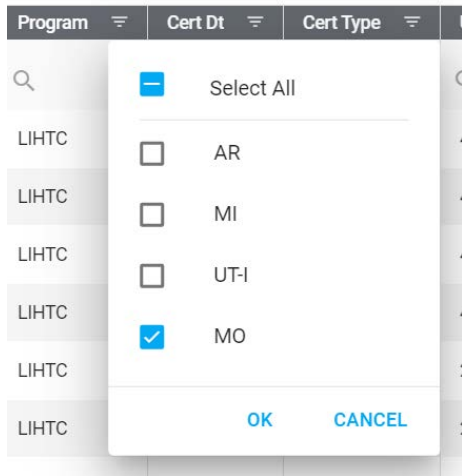 Program Cert Dt Cert Type
Select All
LIHTC
AR
LIHTC
MI
LIHTC
UT-I
LIHTC
MO
LIHTC
OK CANCEL
LIHTC